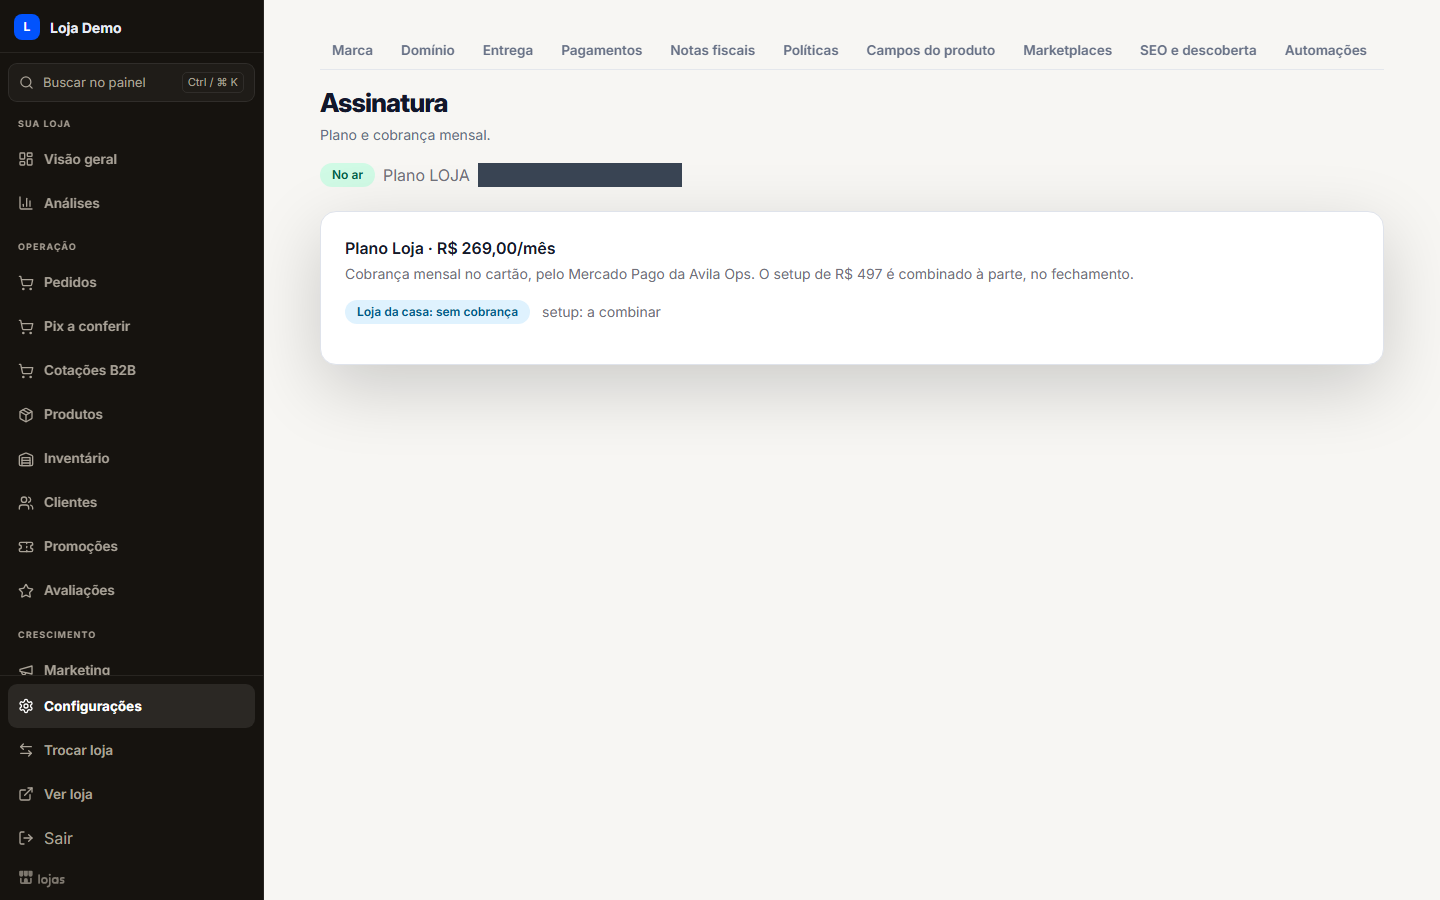 L Loja Demo
Buscar no painel Ctrl / ⌘ K
SUA LOJA
Visão geral
Análises
OPERAÇÃO
Pedidos
Pix a conferir
Cotações B2B
Produtos
Inventário
Clientes
Promoções
Avaliações
CRESCIMENTO
Marketing
Configurações
Trocar loja
Ver loja
Sair
lojas
Marca Domínio Entrega Pagamentos Notas fiscais Políticas Campos do produto Marketplaces SEO e descoberta Automações
Assinatura
Plano e cobrança mensal.
No ar Plano LOJA
Plano Loja · R$ 269,00/mês
Cobrança mensal no cartão, pelo Mercado Pago da Avila Ops. O setup de R$ 497 é combinado à parte, no fechamento.
Loja da casa: sem cobrança setup: a combinar